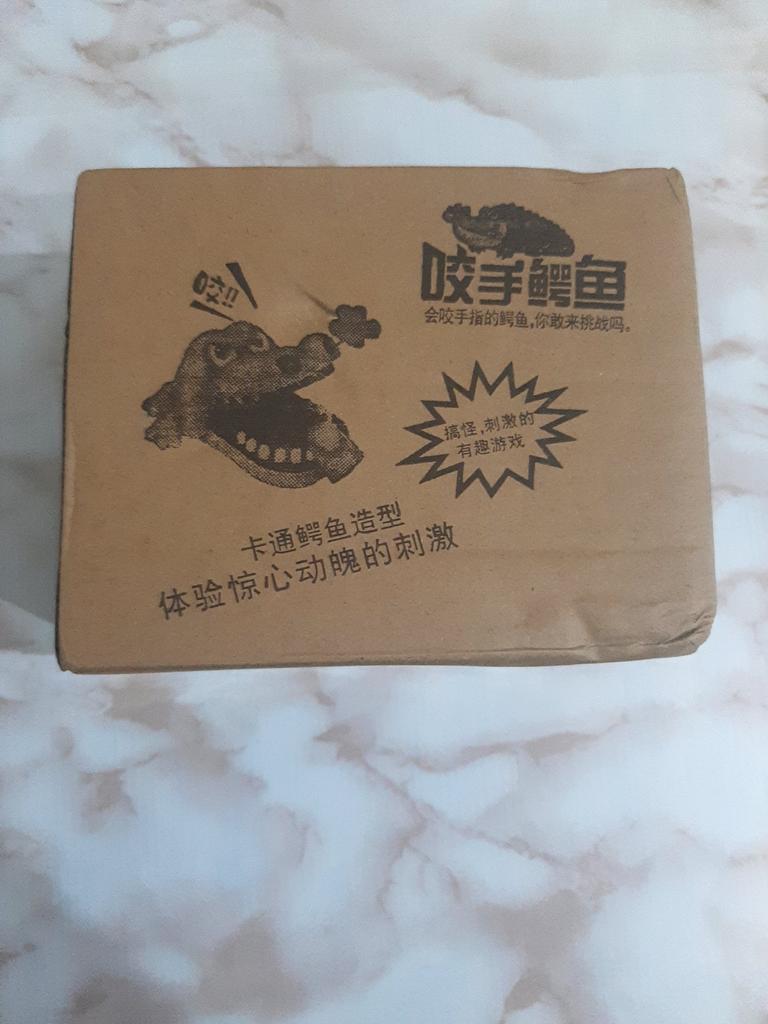 咬手鳄鱼
会咬手指的鳄鱼,你敢来挑战吗。
咬!!
搞怪,刺激的
有趣游戏
卡通鳄鱼造型
体验惊心动魄的刺激